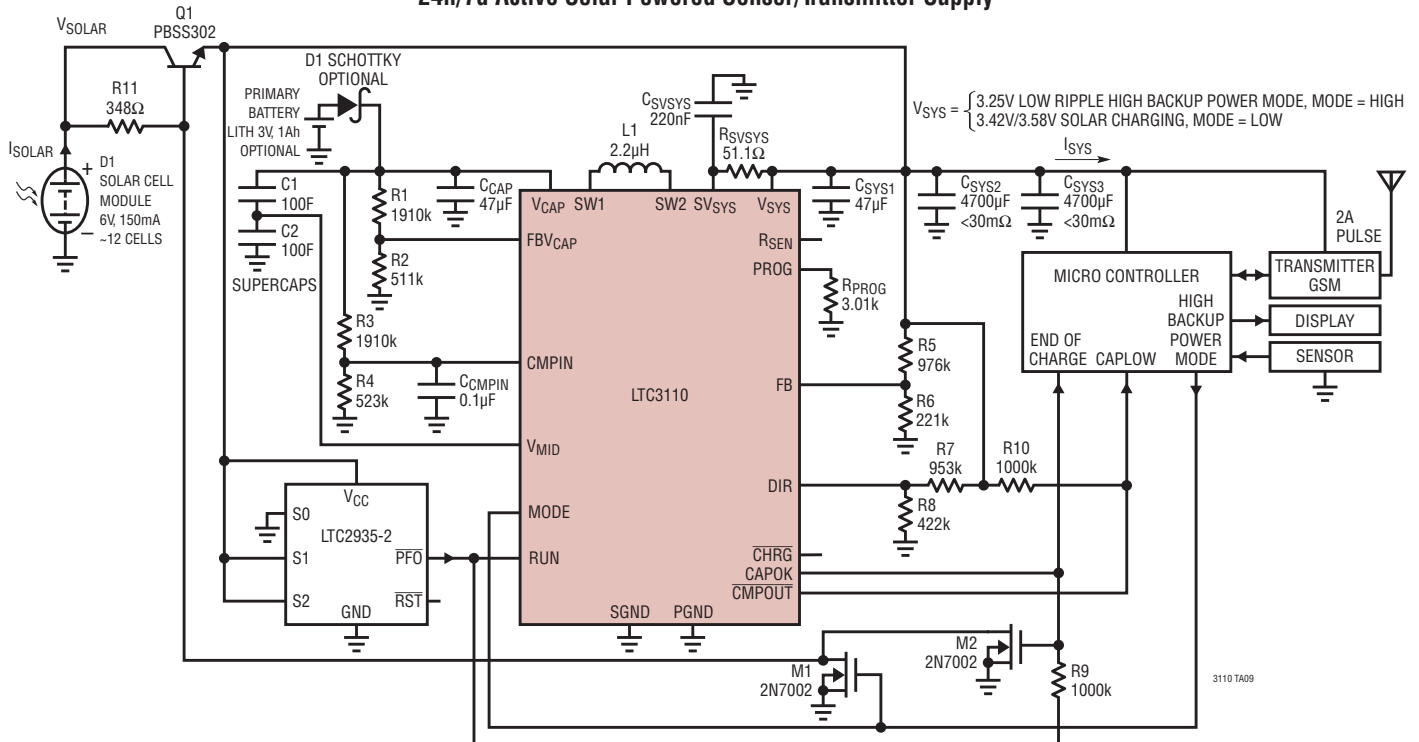 24h/7d Active Solar Powered Sensor/Transmitter Supply
Q1
PBSS302
VSOLAR
R11
348Ω
ISOLAR
+
D1
SOLAR CELL
MODULE
6V, 150mA
~12 CELLS
–
D1 SCHOTTKY
OPTIONAL
PRIMARY
BATTERY
LITH 3V, 1Ah
OPTIONAL
C1
100F
C2
100F
SUPERCAPS
R1
1910k
R2
511k
R3
1910k
R4
523k
CCAP
47µF
CCMPIN
0.1µF
L1
2.2µH
CSVSYS
220nF
RSVSYS
51.1Ω
VSYS = { 3.25V LOW RIPPLE HIGH BACKUP POWER MODE, MODE = HIGH
3.42V/3.58V SOLAR CHARGING, MODE = LOW
ISYS
CSYS1
47µF
CSYS2
4700µF
<30mΩ
CSYS3
4700µF
<30mΩ
2A
PULSE
VCAP SW1 SW2 SVSYS VSYS
FBVCAP
RSEN
PROG
RPROG
3.01k
CMPIN
LTC3110
FB
VMID
DIR
MODE
RUN
CHRG
CAPOK
CMPOUT
SGND PGND
R5
976k
R6
221k
R7
953k
R8
422k
R10
1000k
MICRO CONTROLLER
HIGH
BACKUP
POWER
MODE
END OF
CHARGE CAPLOW
TRANSMITTER
GSM
DISPLAY
SENSOR
VCC
S0
LTC2935-2
S1
PFO
S2
RST
GND
M1
2N7002
M2
2N7002
R9
1000k
3110 TA09